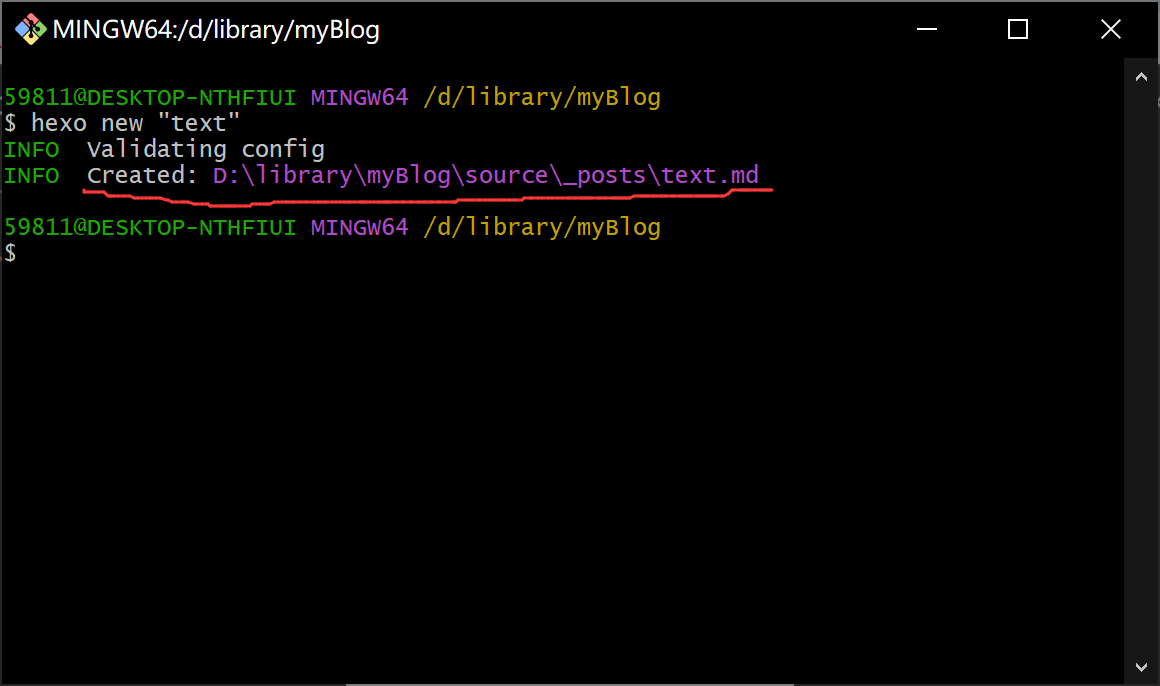 MINGW64:/d/library/myBlog
59811@DESKTOP-NTHFIUI MINGW64 /d/library/myBlog
$ hexo new "text"
INFO  Validating config
INFO  Created: D:\library\myBlog\source\_posts\text.md
59811@DESKTOP-NTHFIUI MINGW64 /d/library/myBlog
$